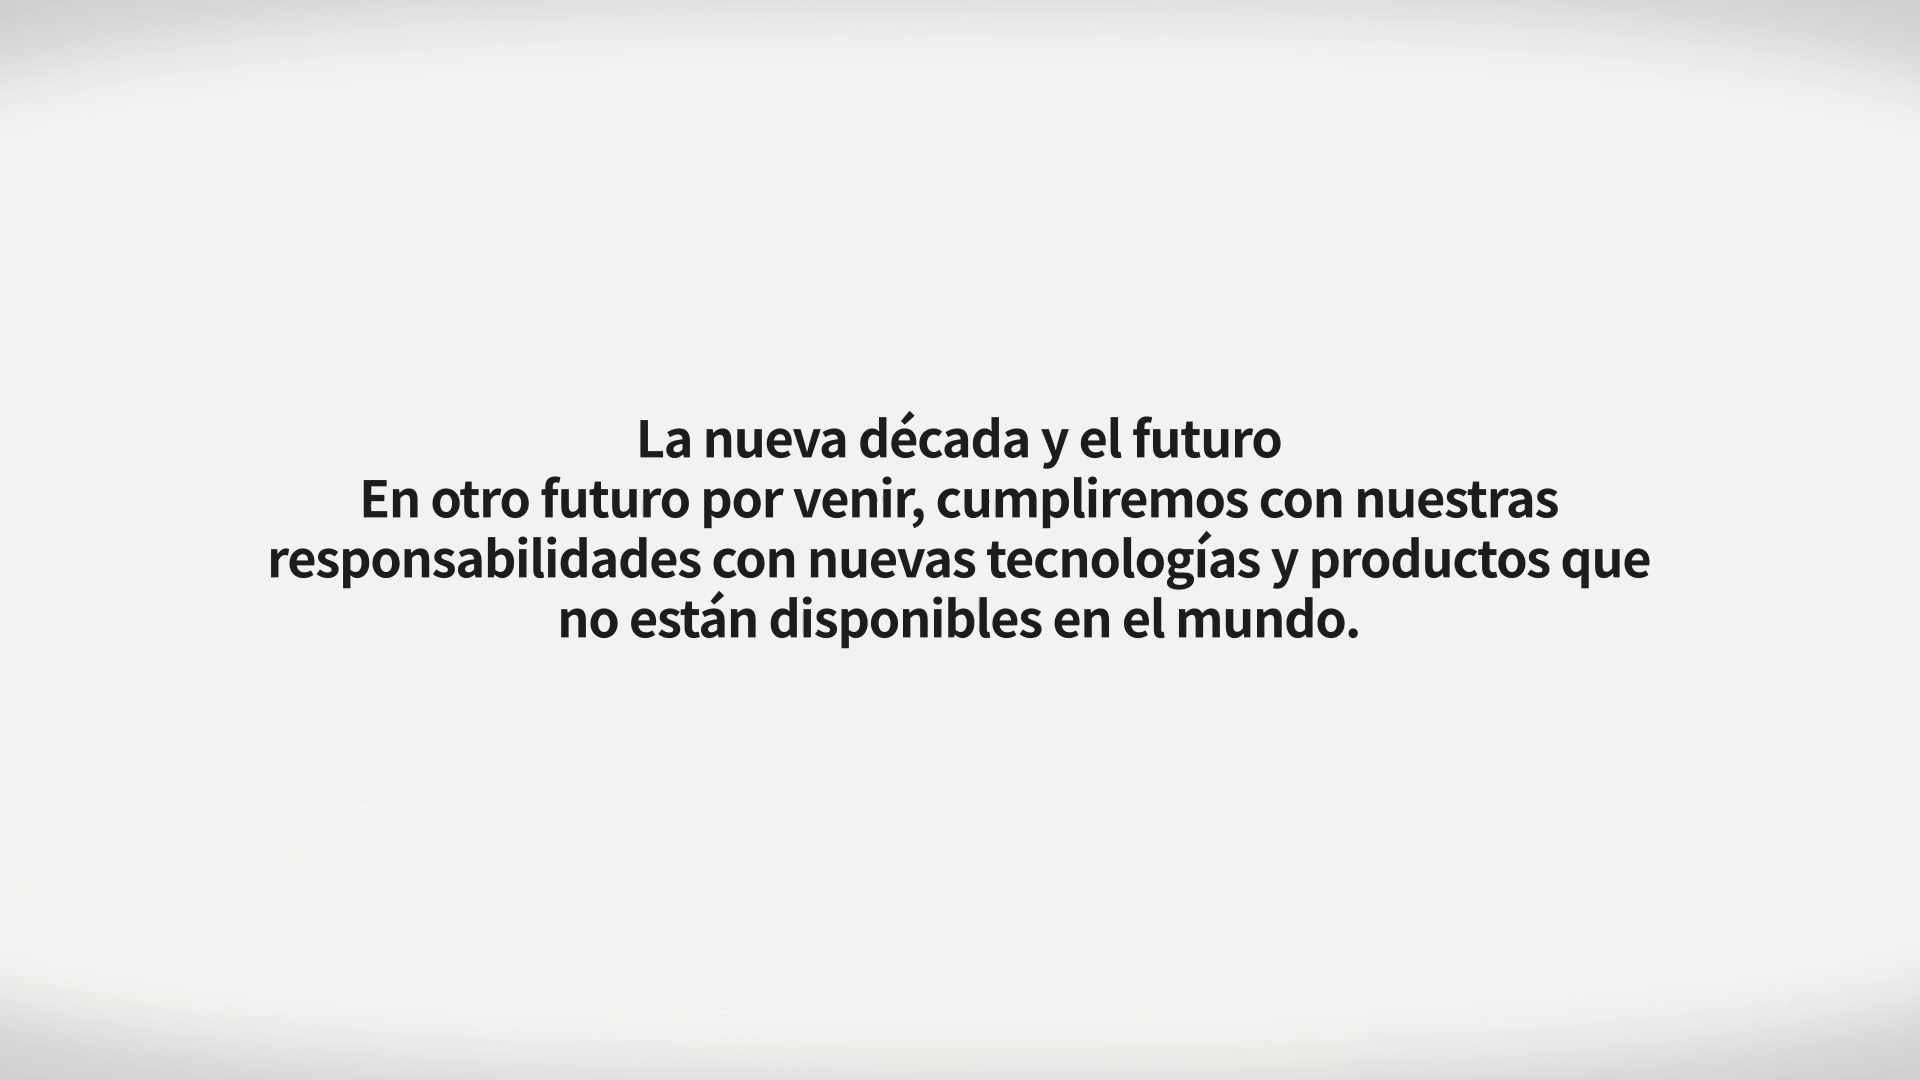 La nueva década y el futuro
En otro futuro por venir, cumpliremos con nuestras
responsabilidades con nuevas tecnologías y productos que
no están disponibles en el mundo.